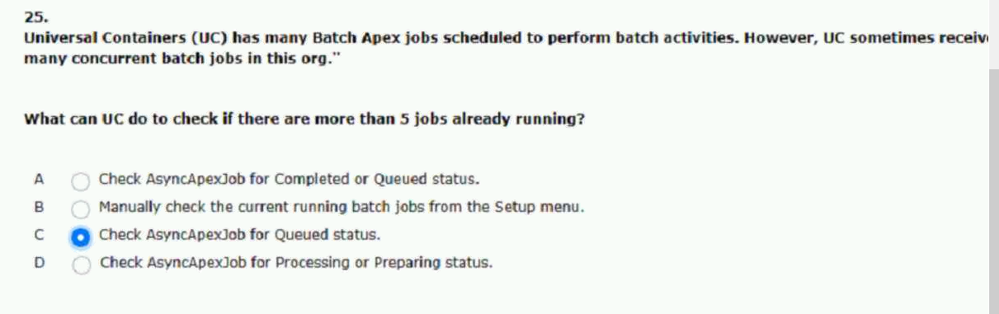 25.
Universal Containers (UC) has many Batch Apex jobs scheduled to perform batch activities. However, UC sometimes receiv
many concurrent batch jobs in this org."
What can UC do to check if there are more than 5 jobs already running?
A Check AsyncApexJob for Completed or Queued status.
B Manually check the current running batch jobs from the Setup menu.
C Check AsyncApexJob for Queued status.
D Check AsyncApexJob for Processing or Preparing status.